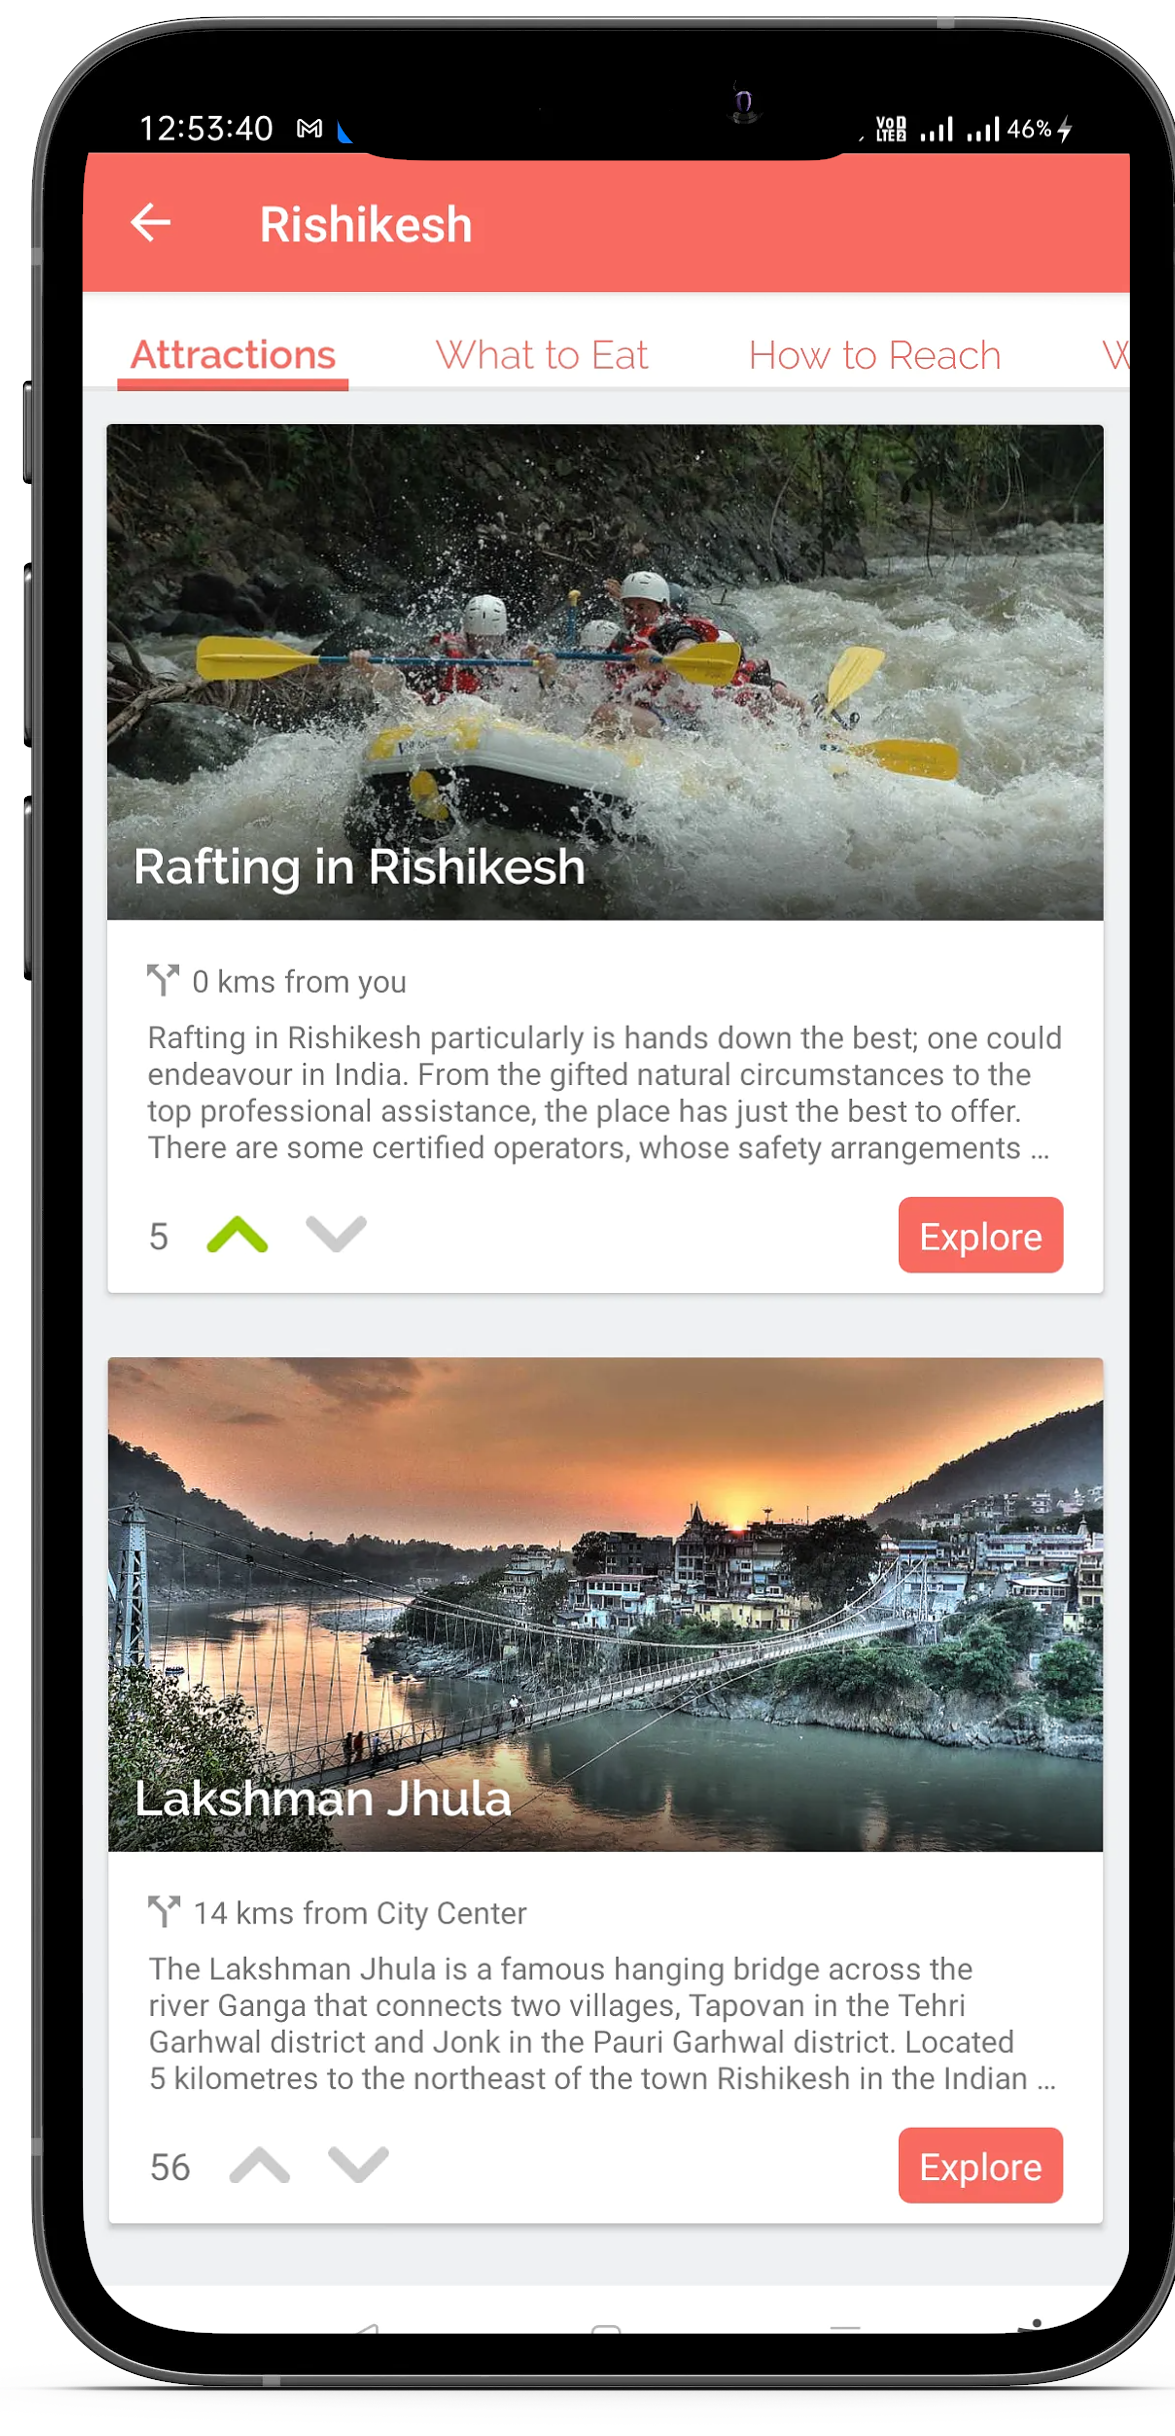 12:53:40 VoD LTE2 46%
Rishikesh
Attractions What to Eat How to Reach
Rafting in Rishikesh
0 kms from you
Rafting in Rishikesh particularly is hands down the best; one could
endeavour in India. From the gifted natural circumstances to the
top professional assistance, the place has just the best to offer.
There are some certified operators, whose safety arrangements ...
5 Explore
Lakshman Jhula
14 kms from City Center
The Lakshman Jhula is a famous hanging bridge across the
river Ganga that connects two villages, Tapovan in the Tehri
Garhwal district and Jonk in the Pauri Garhwal district. Located
5 kilometres to the northeast of the town Rishikesh in the Indian ...
56 Explore